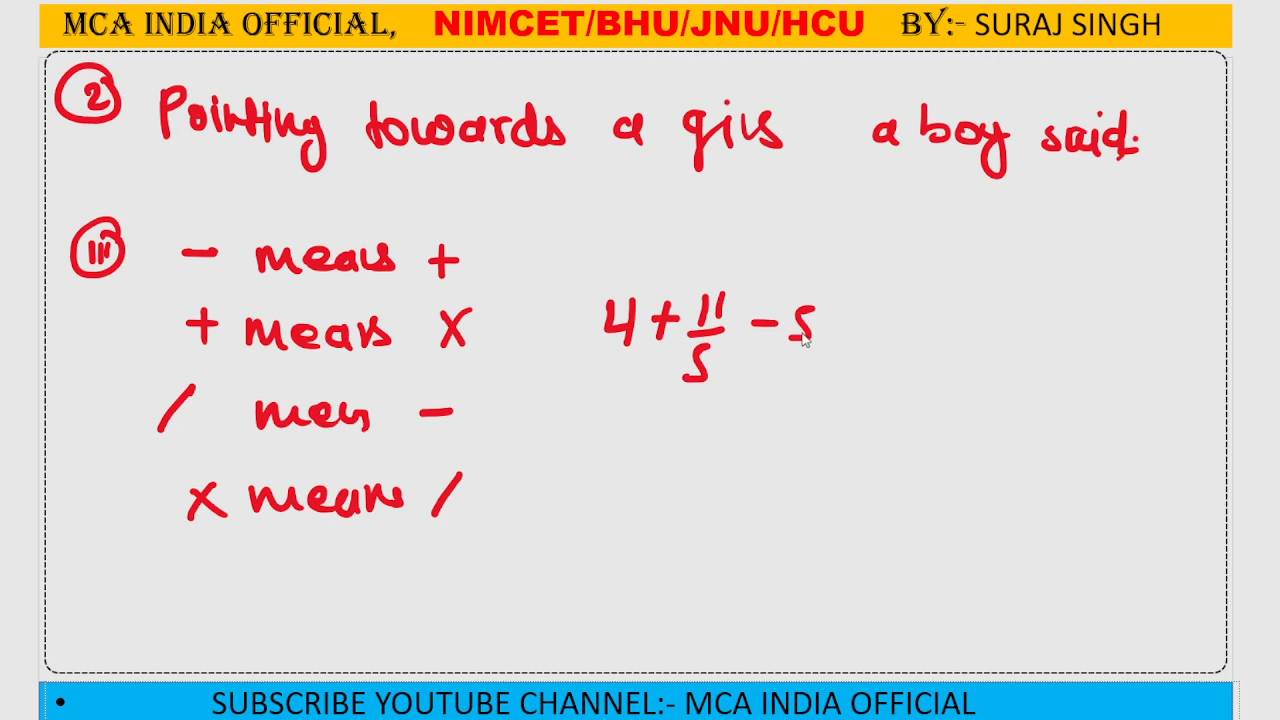 MCA INDIA OFFICIAL, NIMCET/BHU/JNU/HCU BY:- SURAJ SINGH
2 Pointing towards a girl a boy said.
iii - means +
+ means x
4 + 11/5 - 5
/ means -
x means /
• SUBSCRIBE YOUTUBE CHANNEL:- MCA INDIA OFFICIAL